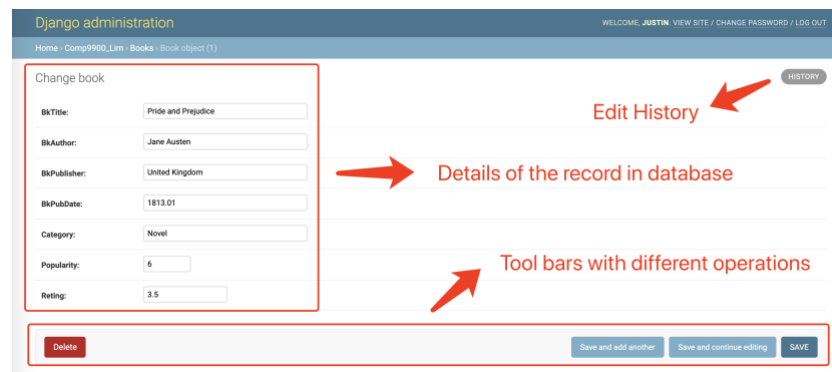 Django administration
WELCOME, JUSTIN. VIEW SITE / CHANGE PASSWORD / LOG OUT
Home › Comp9900_Lim › Books › Book object (1)
Change book
HISTORY
Edit History
BkTitle: Pride and Prejudice
BkAuthor: Jane Austen
BkPublisher: United Kingdom
Details of the record in database
BkPubDate: 1813.01
Category: Novel
Popularity: 6
Tool bars with different operations
Reting: 3.5
Delete
Save and add another
Save and continue editing
SAVE